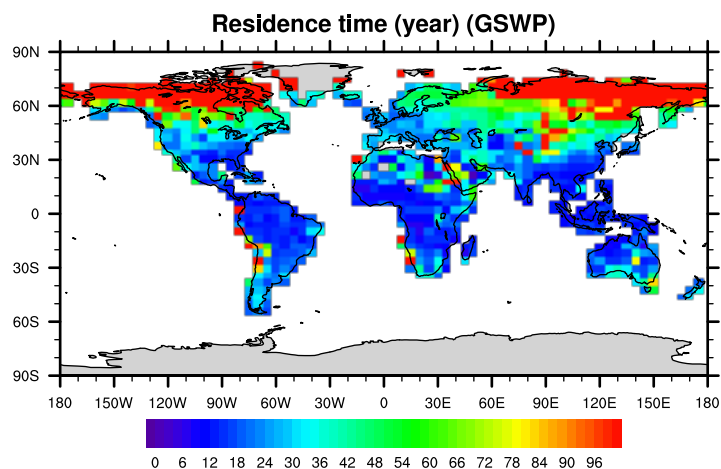 Residence time (year) (GSWP)
90N
60N
30N
0
30S
60S
90S
180 150W 120W 90W 60W 30W 0 30E 60E 90E 120E 150E 180
0 6 12 18 24 30 36 42 48 54 60 66 72 78 84 90 96